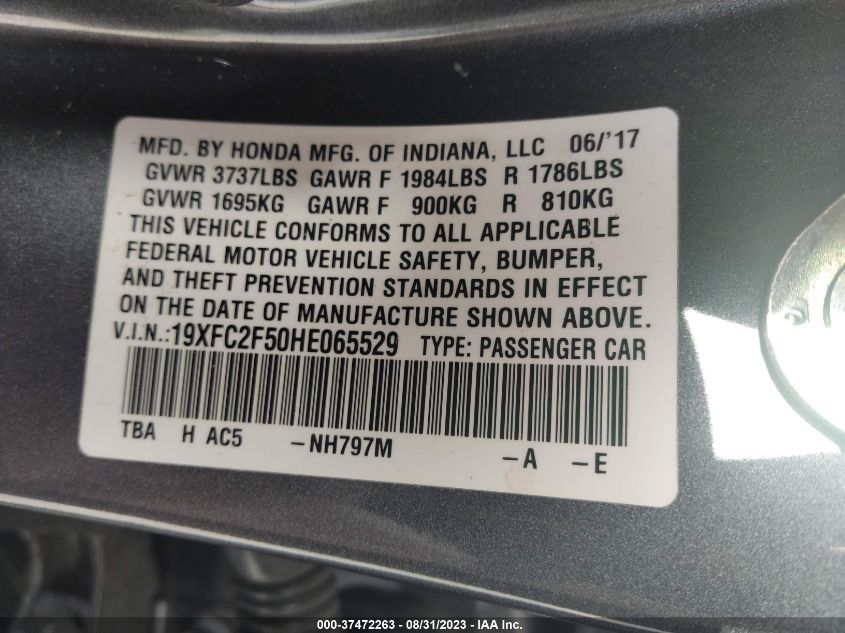 MFD. BY HONDA MFG. OF INDIANA, LLC 06/'17
GVWR 3737LBS GAWR F 1984LBS R 1786LBS
GVWR 1695KG GAWR F 900KG R 810KG
THIS VEHICLE CONFORMS TO ALL APPLICABLE
FEDERAL MOTOR VEHICLE SAFETY, BUMPER,
AND THEFT PREVENTION STANDARDS IN EFFECT
ON THE DATE OF MANUFACTURE SHOWN ABOVE.
V.I.N.:19XFC2F50HE065529 TYPE: PASSENGER CAR
TBA H AC5 -NH797M -A -E
000-37472263 - 08/31/2023 - IAA Inc.